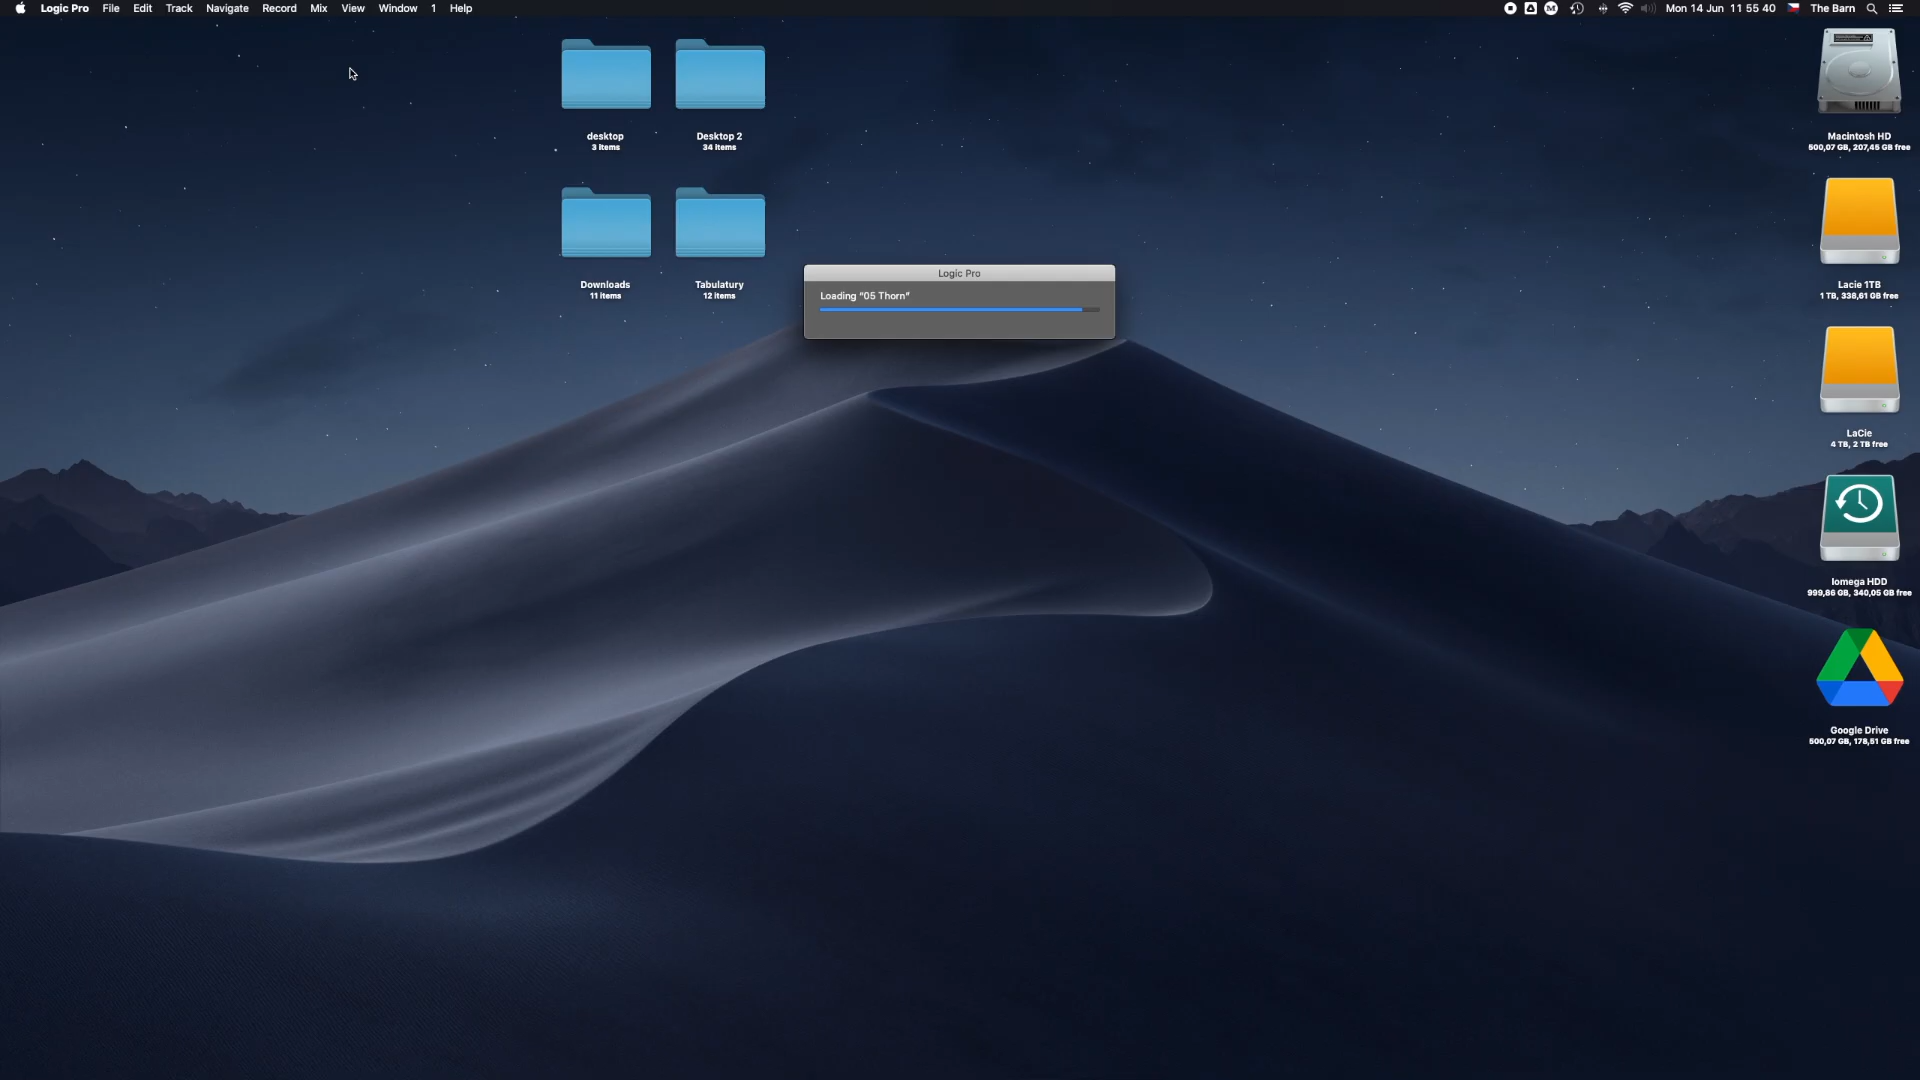 Logic Pro File Edit Track Navigate Record Mix View Window 1 Help
Mon 14 Jun 11 55 40 The Barn
desktop
3 items
Desktop 2
34 items
Downloads
11 items
Tabulatury
12 items
Logic Pro
Loading "05 Thorn"
Macintosh HD
500,07 GB, 207,45 GB free
Lacie 1TB
1 TB, 338,61 GB free
LaCie
4 TB, 2 TB free
Iomega HDD
999,86 GB, 340,05 GB free
Google Drive
500,07 GB, 178,51 GB free